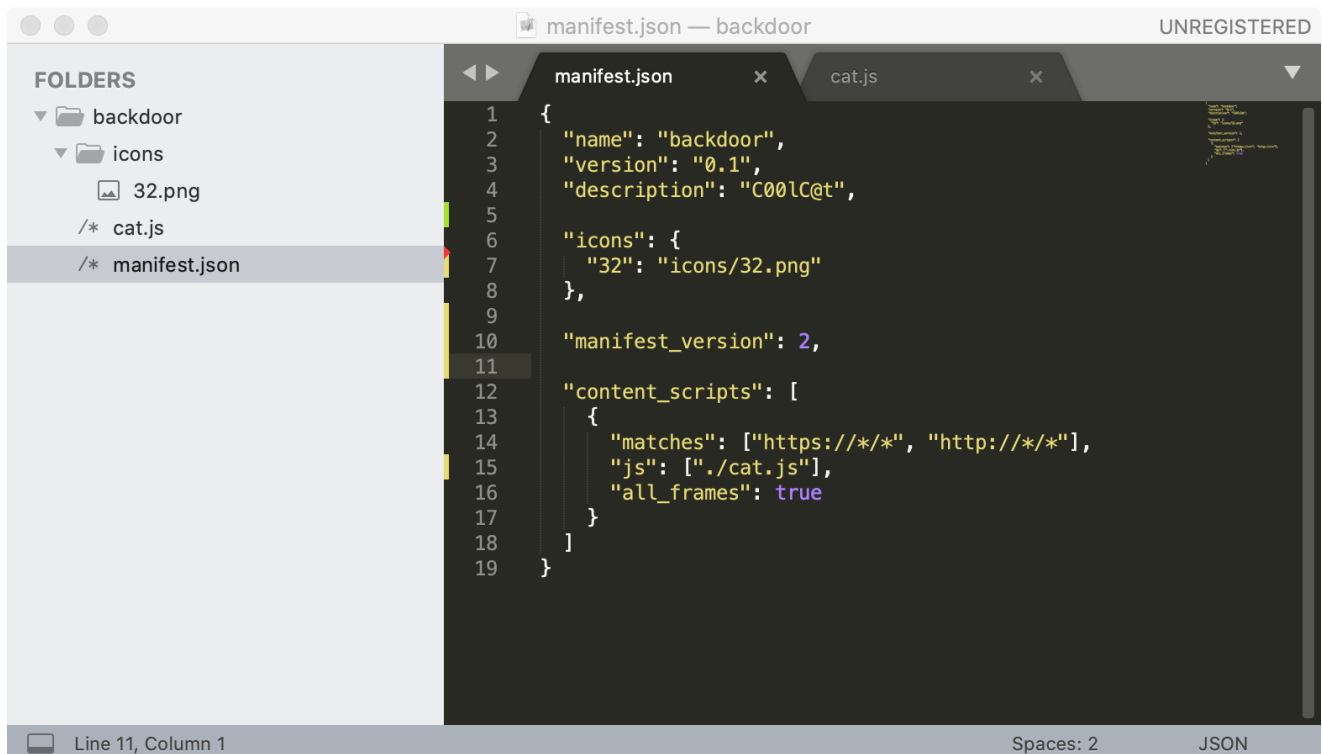 manifest.json — backdoor
UNREGISTERED
FOLDERS
backdoor
icons
32.png
/* cat.js
/* manifest.json
manifest.json ×
cat.js ×
1 {
2   "name": "backdoor",
3   "version": "0.1",
4   "description": "C00lC@t",
5
6   "icons": {
7     "32": "icons/32.png"
8   },
9
10   "manifest_version": 2,
11
12   "content_scripts": [
13     {
14       "matches": ["https://*/*", "http://*/*"],
15       "js": ["./cat.js"],
16       "all_frames": true
17     }
18   ]
19 }
Line 11, Column 1
Spaces: 2
JSON